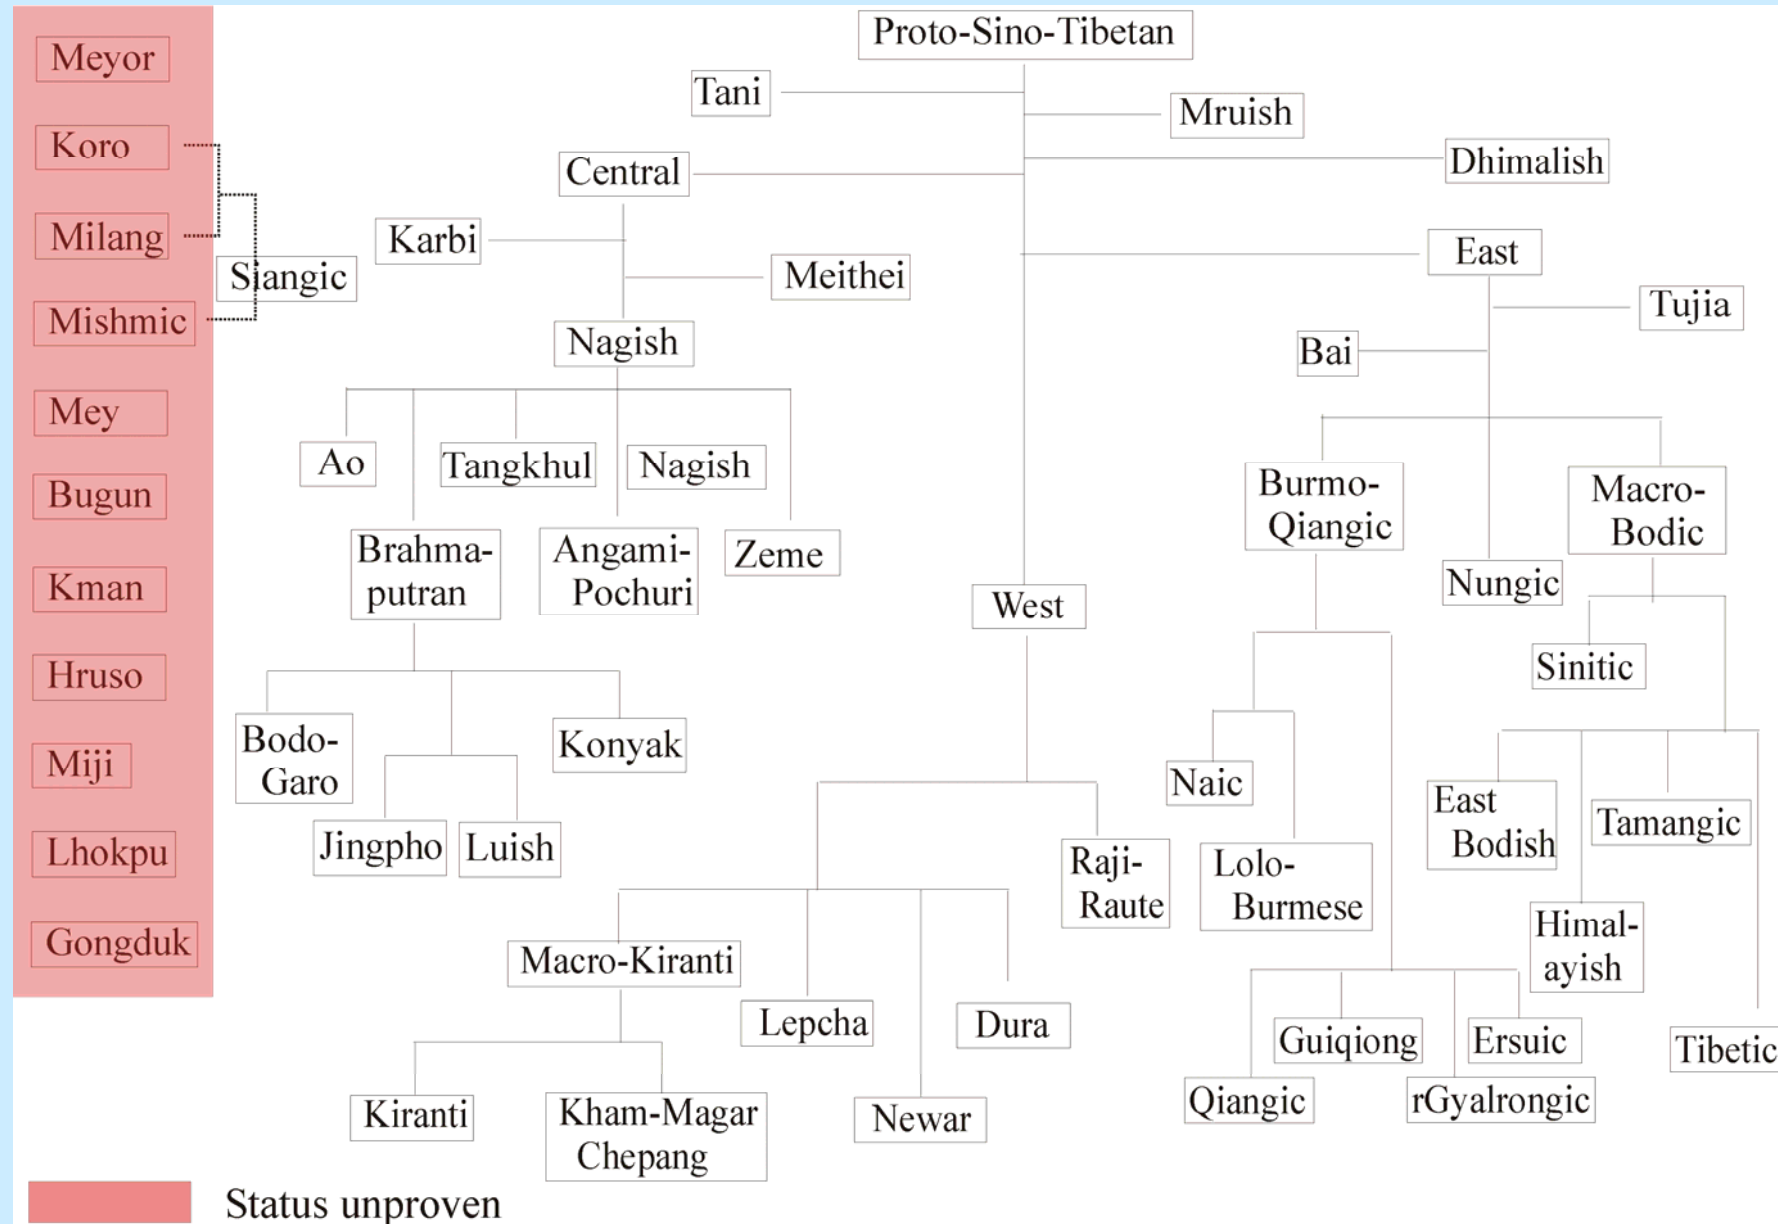 Proto-Sino-Tibetan
Meyor
Tani
Mruish
Koro
Central
Dhimalish
Milang
Karbi
East
Siangic
Meithei
Mishmic
Tujia
Nagish
Bai
Mey
Ao
Tangkhul
Nagish
Bugun
Burmo-
Qiangic
Macro-
Bodic
Brahma-
putran
Angami-
Pochuri
Zeme
Kman
West
Nungic
Hruso
Sinitic
Bodo-
Garo
Konyak
Miji
Naic
East
Bodish
Tamangic
Jingpho
Luish
Lhokpu
Raji-
Raute
Lolo-
Burmese
Himal-
ayish
Gongduk
Macro-Kiranti
Lepcha
Dura
Guiqiong
Ersuic
Tibetic
Kiranti
Kham-Magar
Chepang
Newar
Qiangic
rGyalrongic
Status unproven